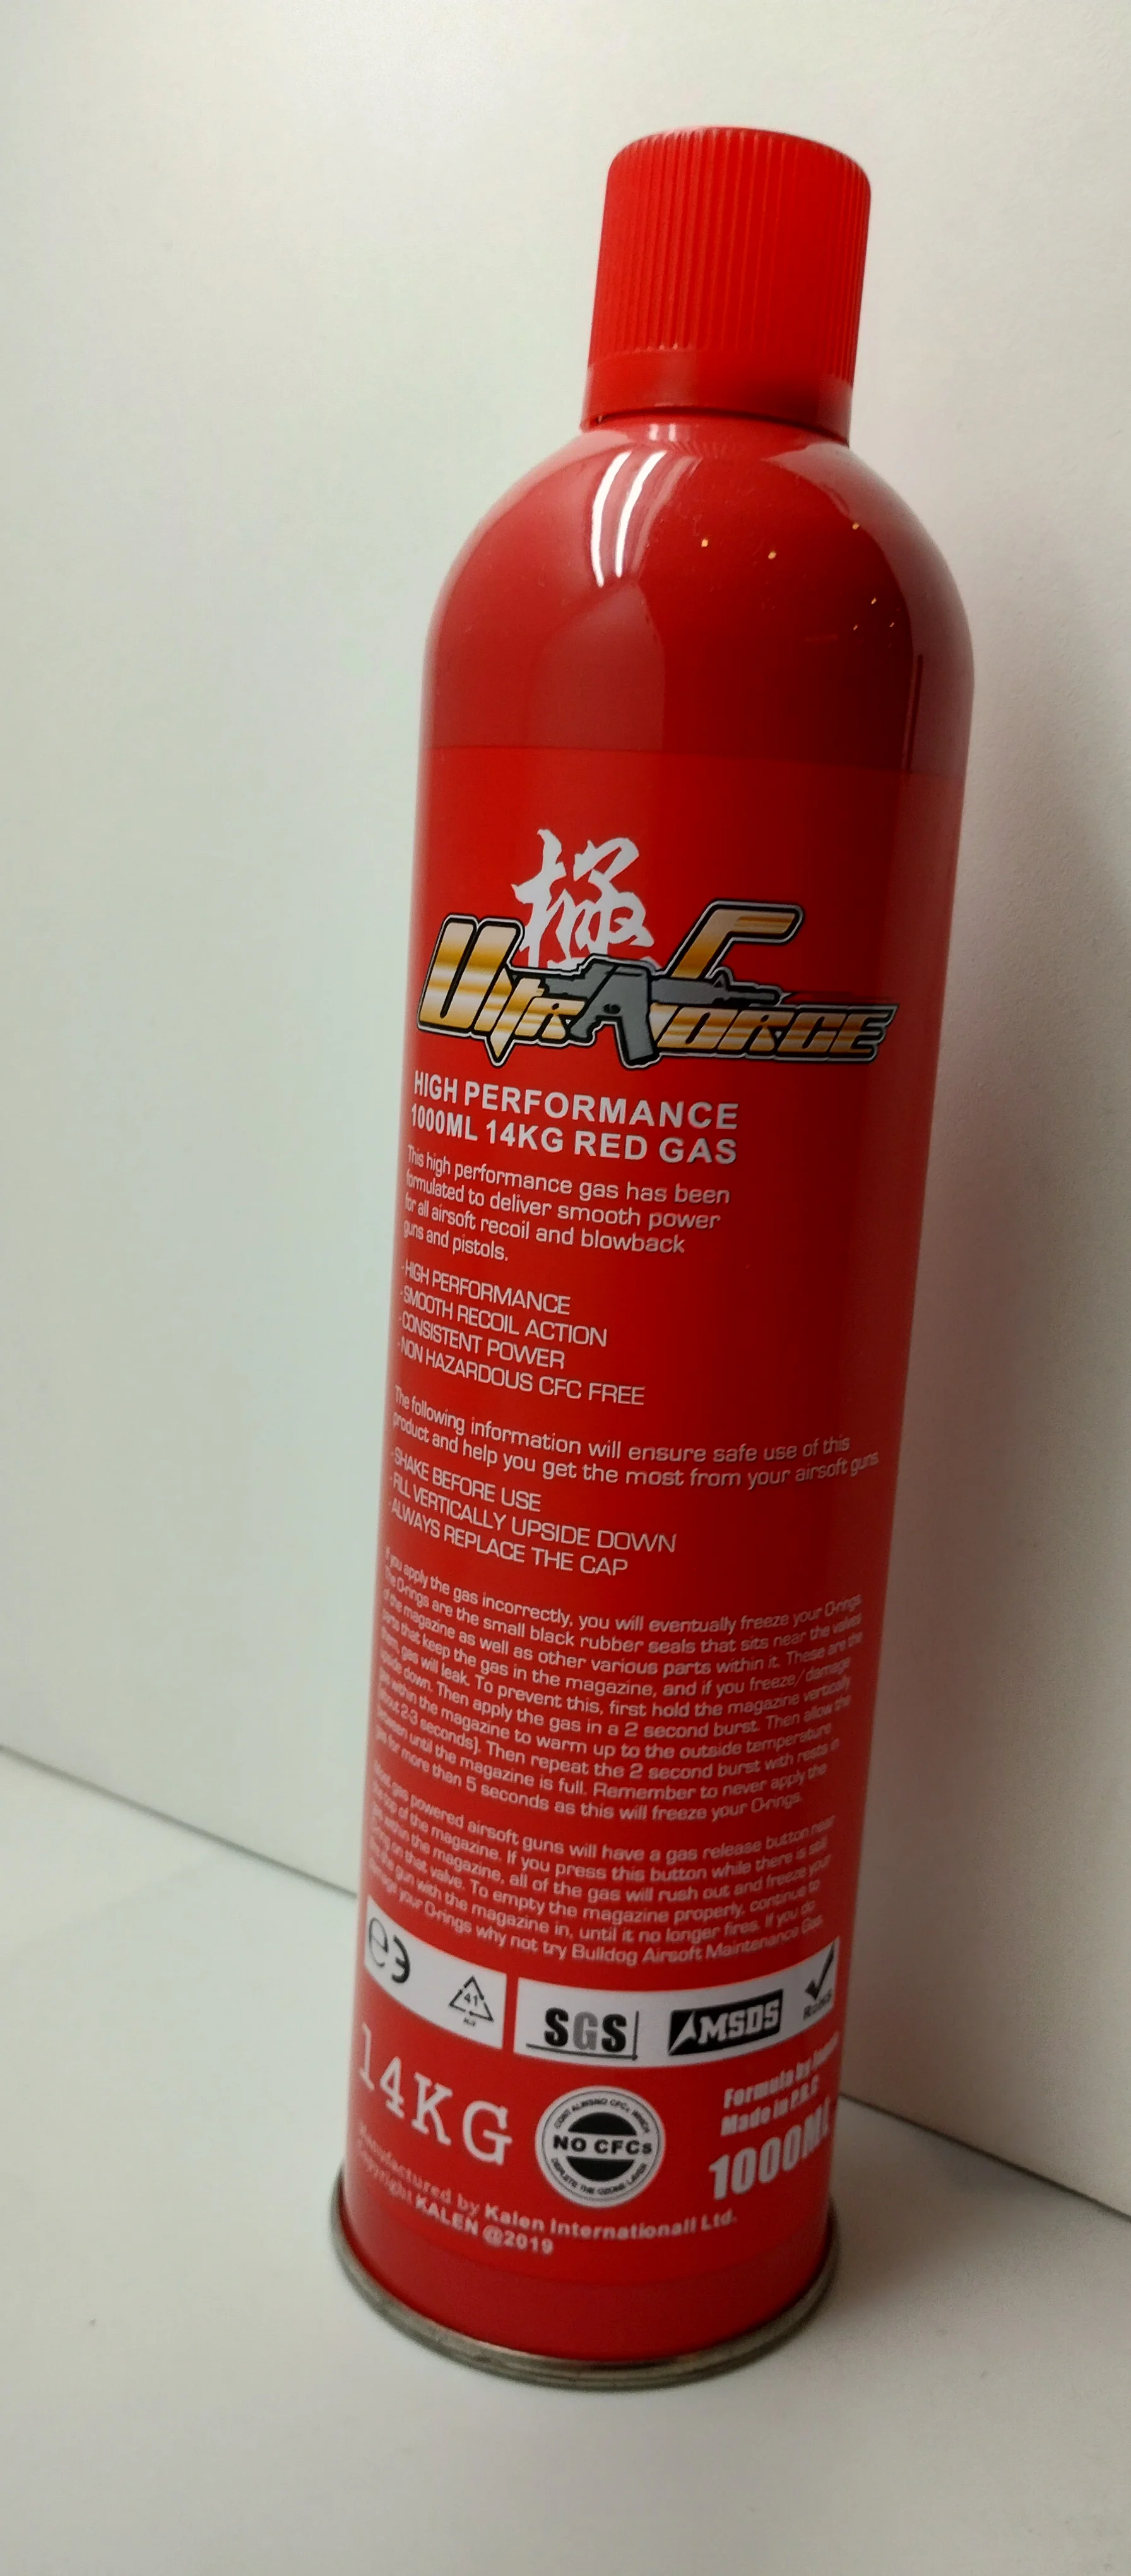 極
UltrA FORCE
HIGH PERFORMANCE
1000ML 14KG RED GAS
This high performance gas has been
formulated to deliver smooth power
for all airsoft recoil and blowback
guns and pistols.
-HIGH PERFORMANCE
-SMOOTH RECOIL ACTION
-CONSISTENT POWER
-NON HAZARDOUS CFC FREE
The following information will ensure safe use of this
product and help you get the most from your airsoft guns
-SHAKE BEFORE USE
-FILL VERTICALLY UPSIDE DOWN
-ALWAYS REPLACE THE CAP
If you apply the gas incorrectly, you will eventually freeze your O-rings
The O-rings are the small black rubber seals that sits near the valves
of the magazine as well as other various parts within it. These are the
parts that keep the gas in the magazine, and if you freeze/damage
them, gas will leak. To prevent this, first hold the magazine vertically
upside down. Then apply the gas in a 2 second burst. Then allow the
gas within the magazine to warm up to the outside temperature
(about 2-3 seconds). Then repeat the 2 second burst with rests in
between until the magazine is full. Remember to never apply the
gas for more than 5 seconds as this will freeze your O-rings.
Most gas powered airsoft guns will have a gas release button near
the top of the magazine. If you press this button while there is still
gas within the magazine, all of the gas will rush out and freeze your
O-ring on that valve. To empty the magazine properly, continue to
fire the gun with the magazine in, until it no longer fires. If you do
damage your O-rings why not try Bulldog Airsoft Maintenance Gas.
41
ALU
SGS
MSDS
RoHS
14KG
NO CFCs
DEPLETE THE OZONE LAYER
Formula by
Made in P.R.C
1000ML
Manufactured by Kalen Internationall Ltd.
Copyright KALEN @2019